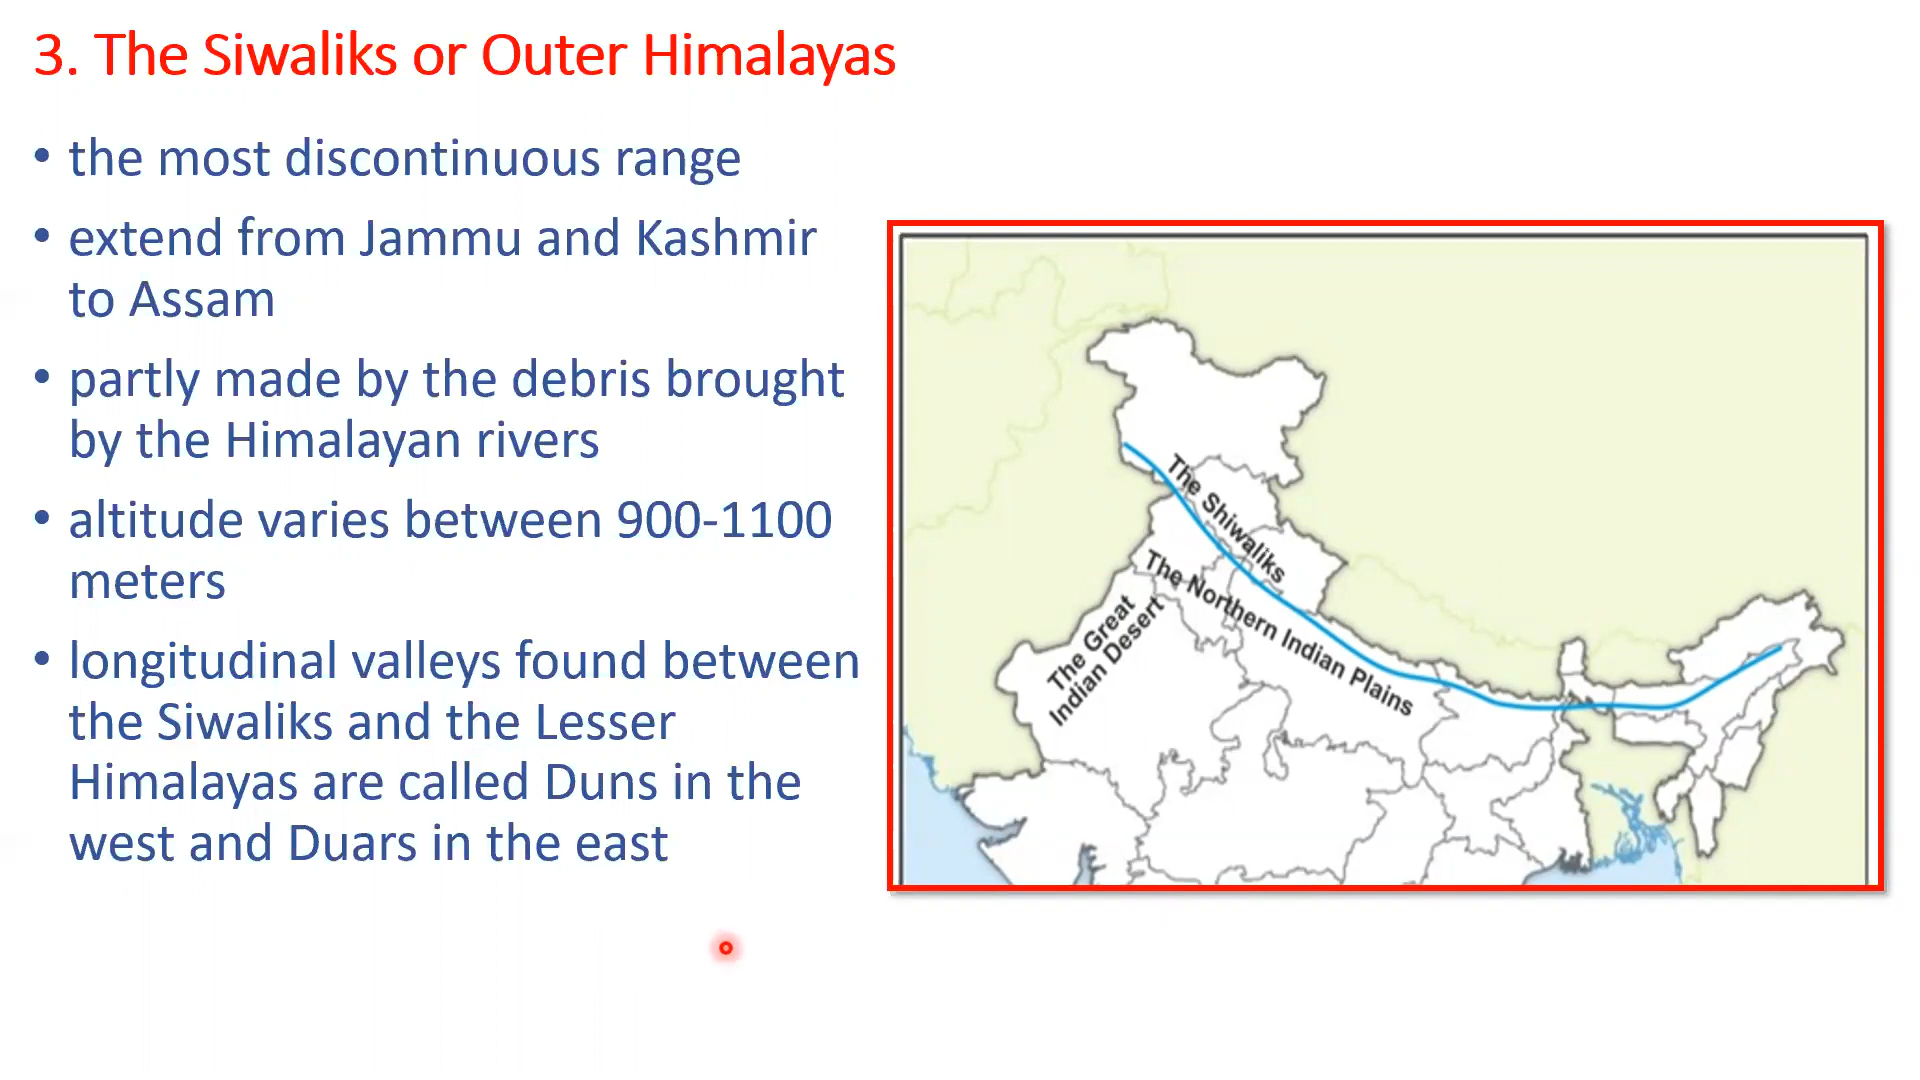 3. The Siwaliks or Outer Himalayas
• the most discontinuous range
• extend from Jammu and Kashmir
to Assam
• partly made by the debris brought
by the Himalayan rivers
• altitude varies between 900-1100
meters
• longitudinal valleys found between
the Siwaliks and the Lesser
Himalayas are called Duns in the
west and Duars in the east
The Shiwaliks
The Northern Indian Plains
The Great
Indian Desert